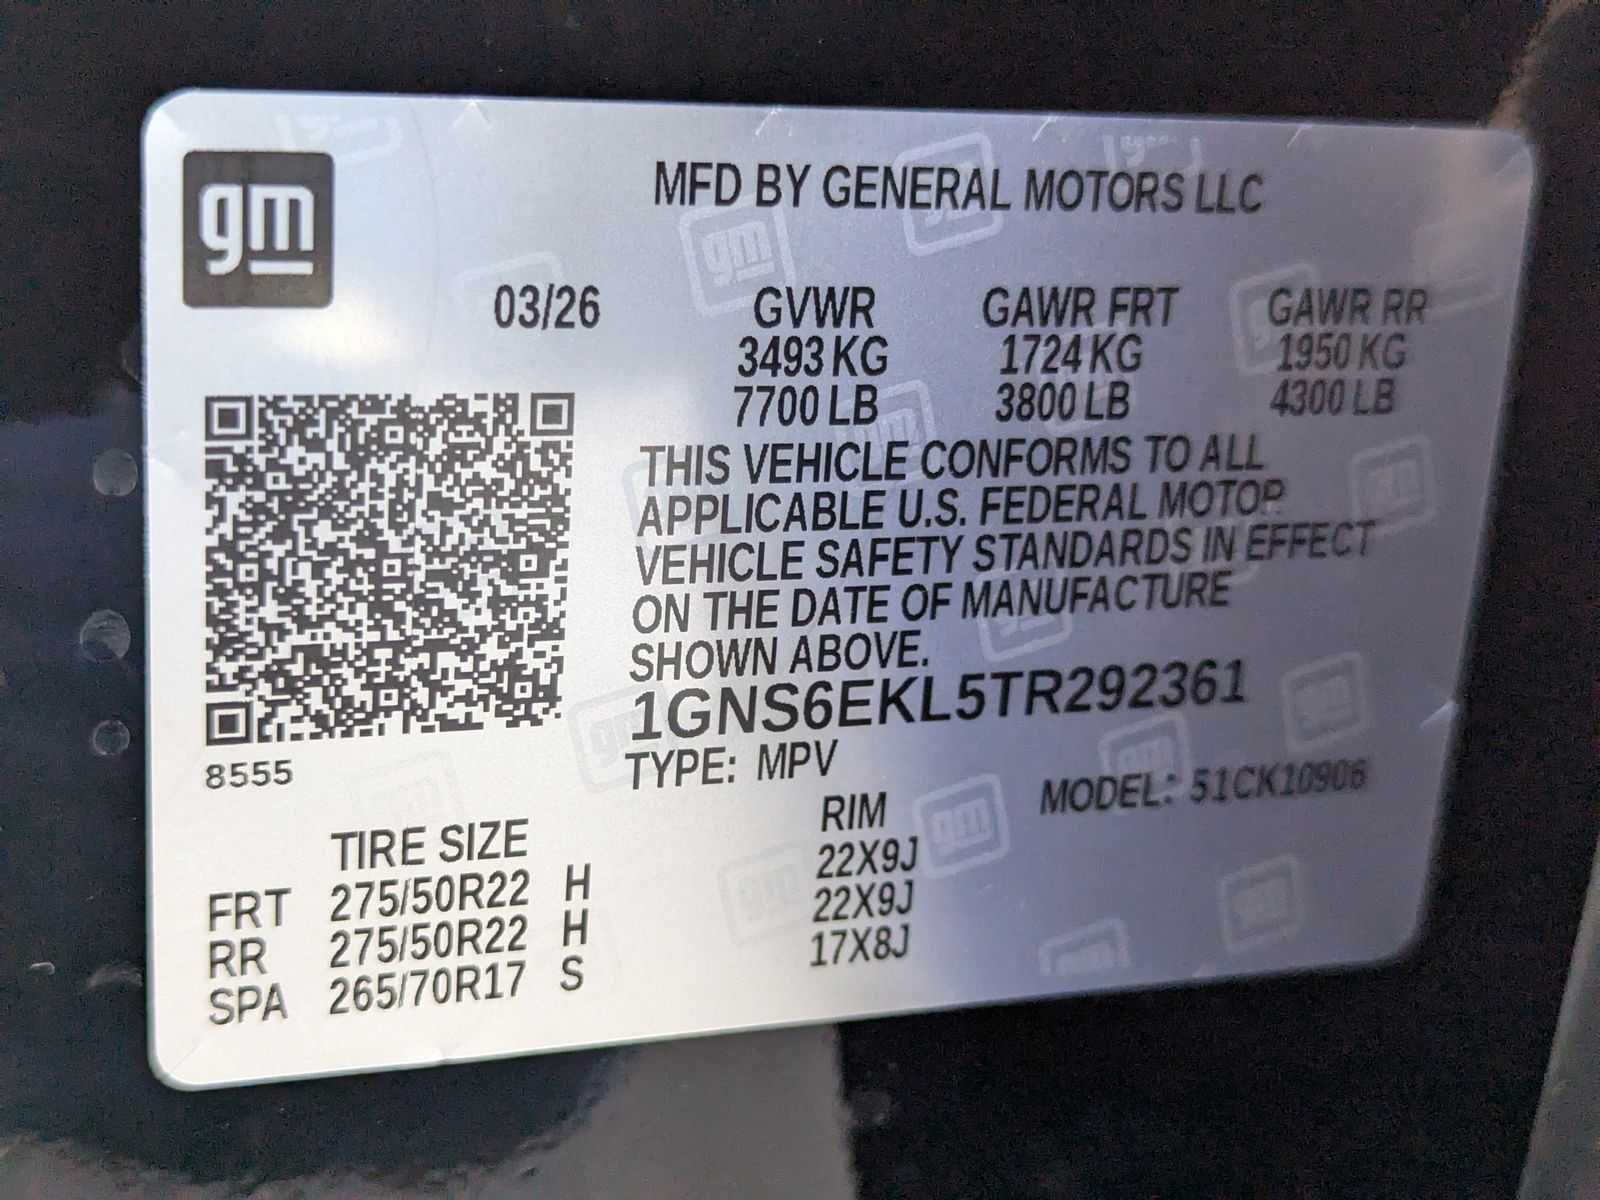 gm
MFD BY GENERAL MOTORS LLC
03/26 GVWR GAWR FRT GAWR RR
3493 KG 1724 KG 1950 KG
7700 LB 3800 LB 4300 LB
THIS VEHICLE CONFORMS TO ALL
APPLICABLE U.S. FEDERAL MOTOR
VEHICLE SAFETY STANDARDS IN EFFECT
ON THE DATE OF MANUFACTURE
SHOWN ABOVE.
1GNS6EKL5TR292361
8555
TYPE: MPV MODEL: 51CK10906
TIRE SIZE RIM
FRT 275/50R22 H 22X9J
RR 275/50R22 H 22X9J
SPA 265/70R17 S 17X8J